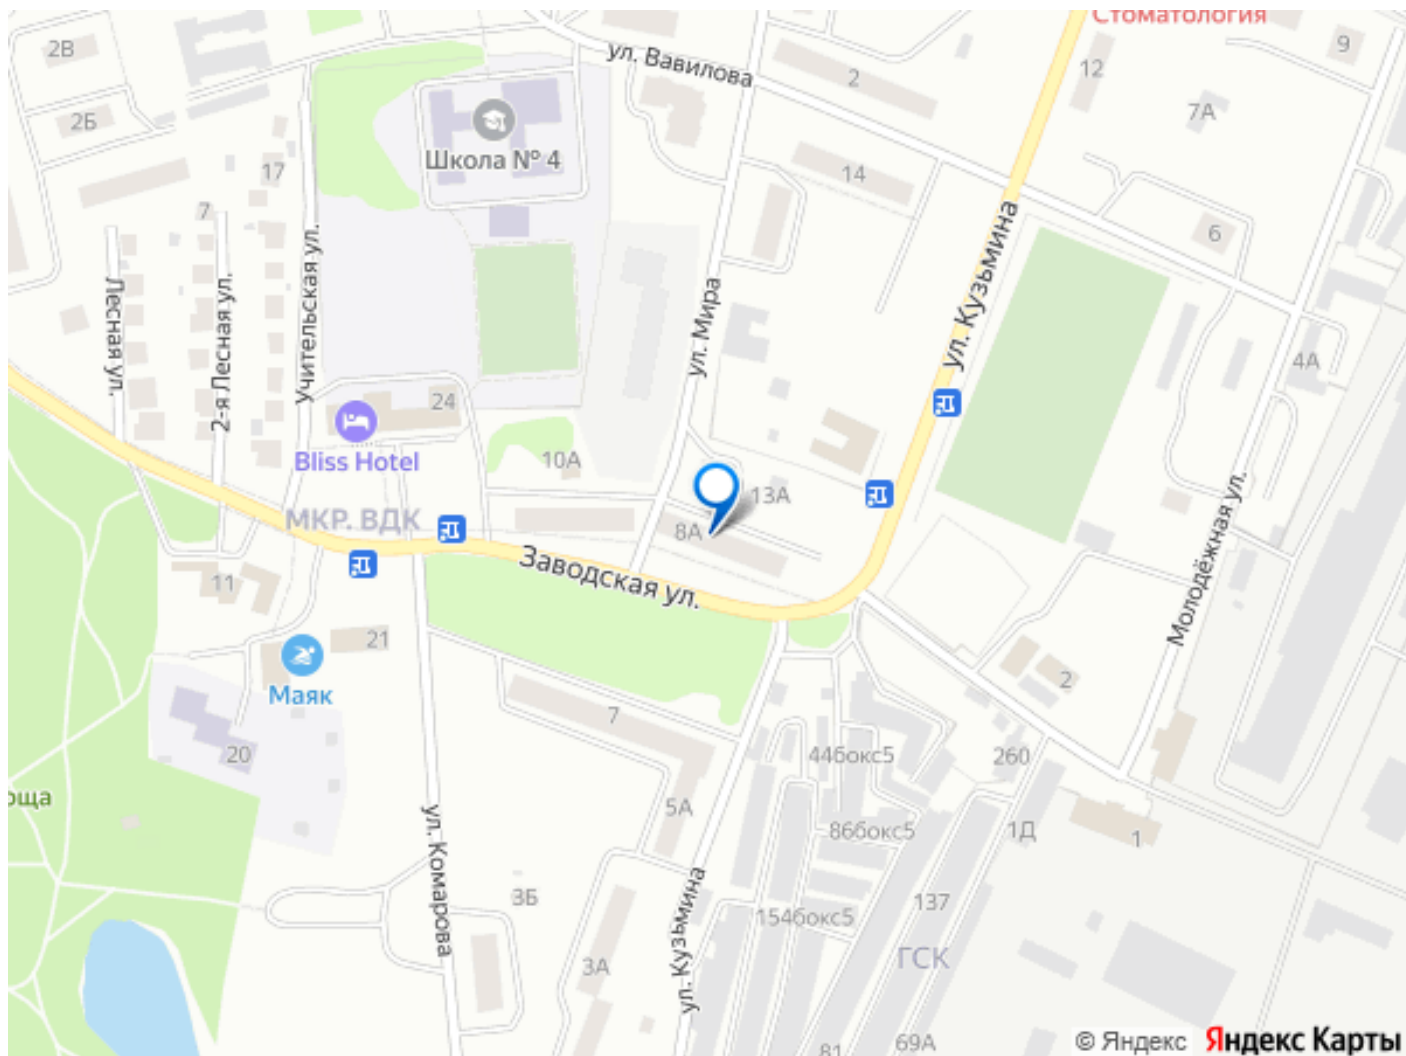 Стоматология
2В
ул. Вавилова
2
12
9
7А
2Б
Школа № 4
17
14
7
6
Лесная ул.
2-я Лесная ул.
Учительская ул.
ул. Мира
ул. Кузьмина
4А
24
Bliss Hotel
10А
13А
МКР. ВДК
8А
Заводская ул.
Молодёжная ул.
11
21
Маяк
2
7
20
44бокс5
260
оща
5А
86бокс5
1Д
1
ул. Комарова
3Б
137
154бокс5
ул. Кузьмина
3А
ГСК
69А
81
© Яндекс Яндекс Карты